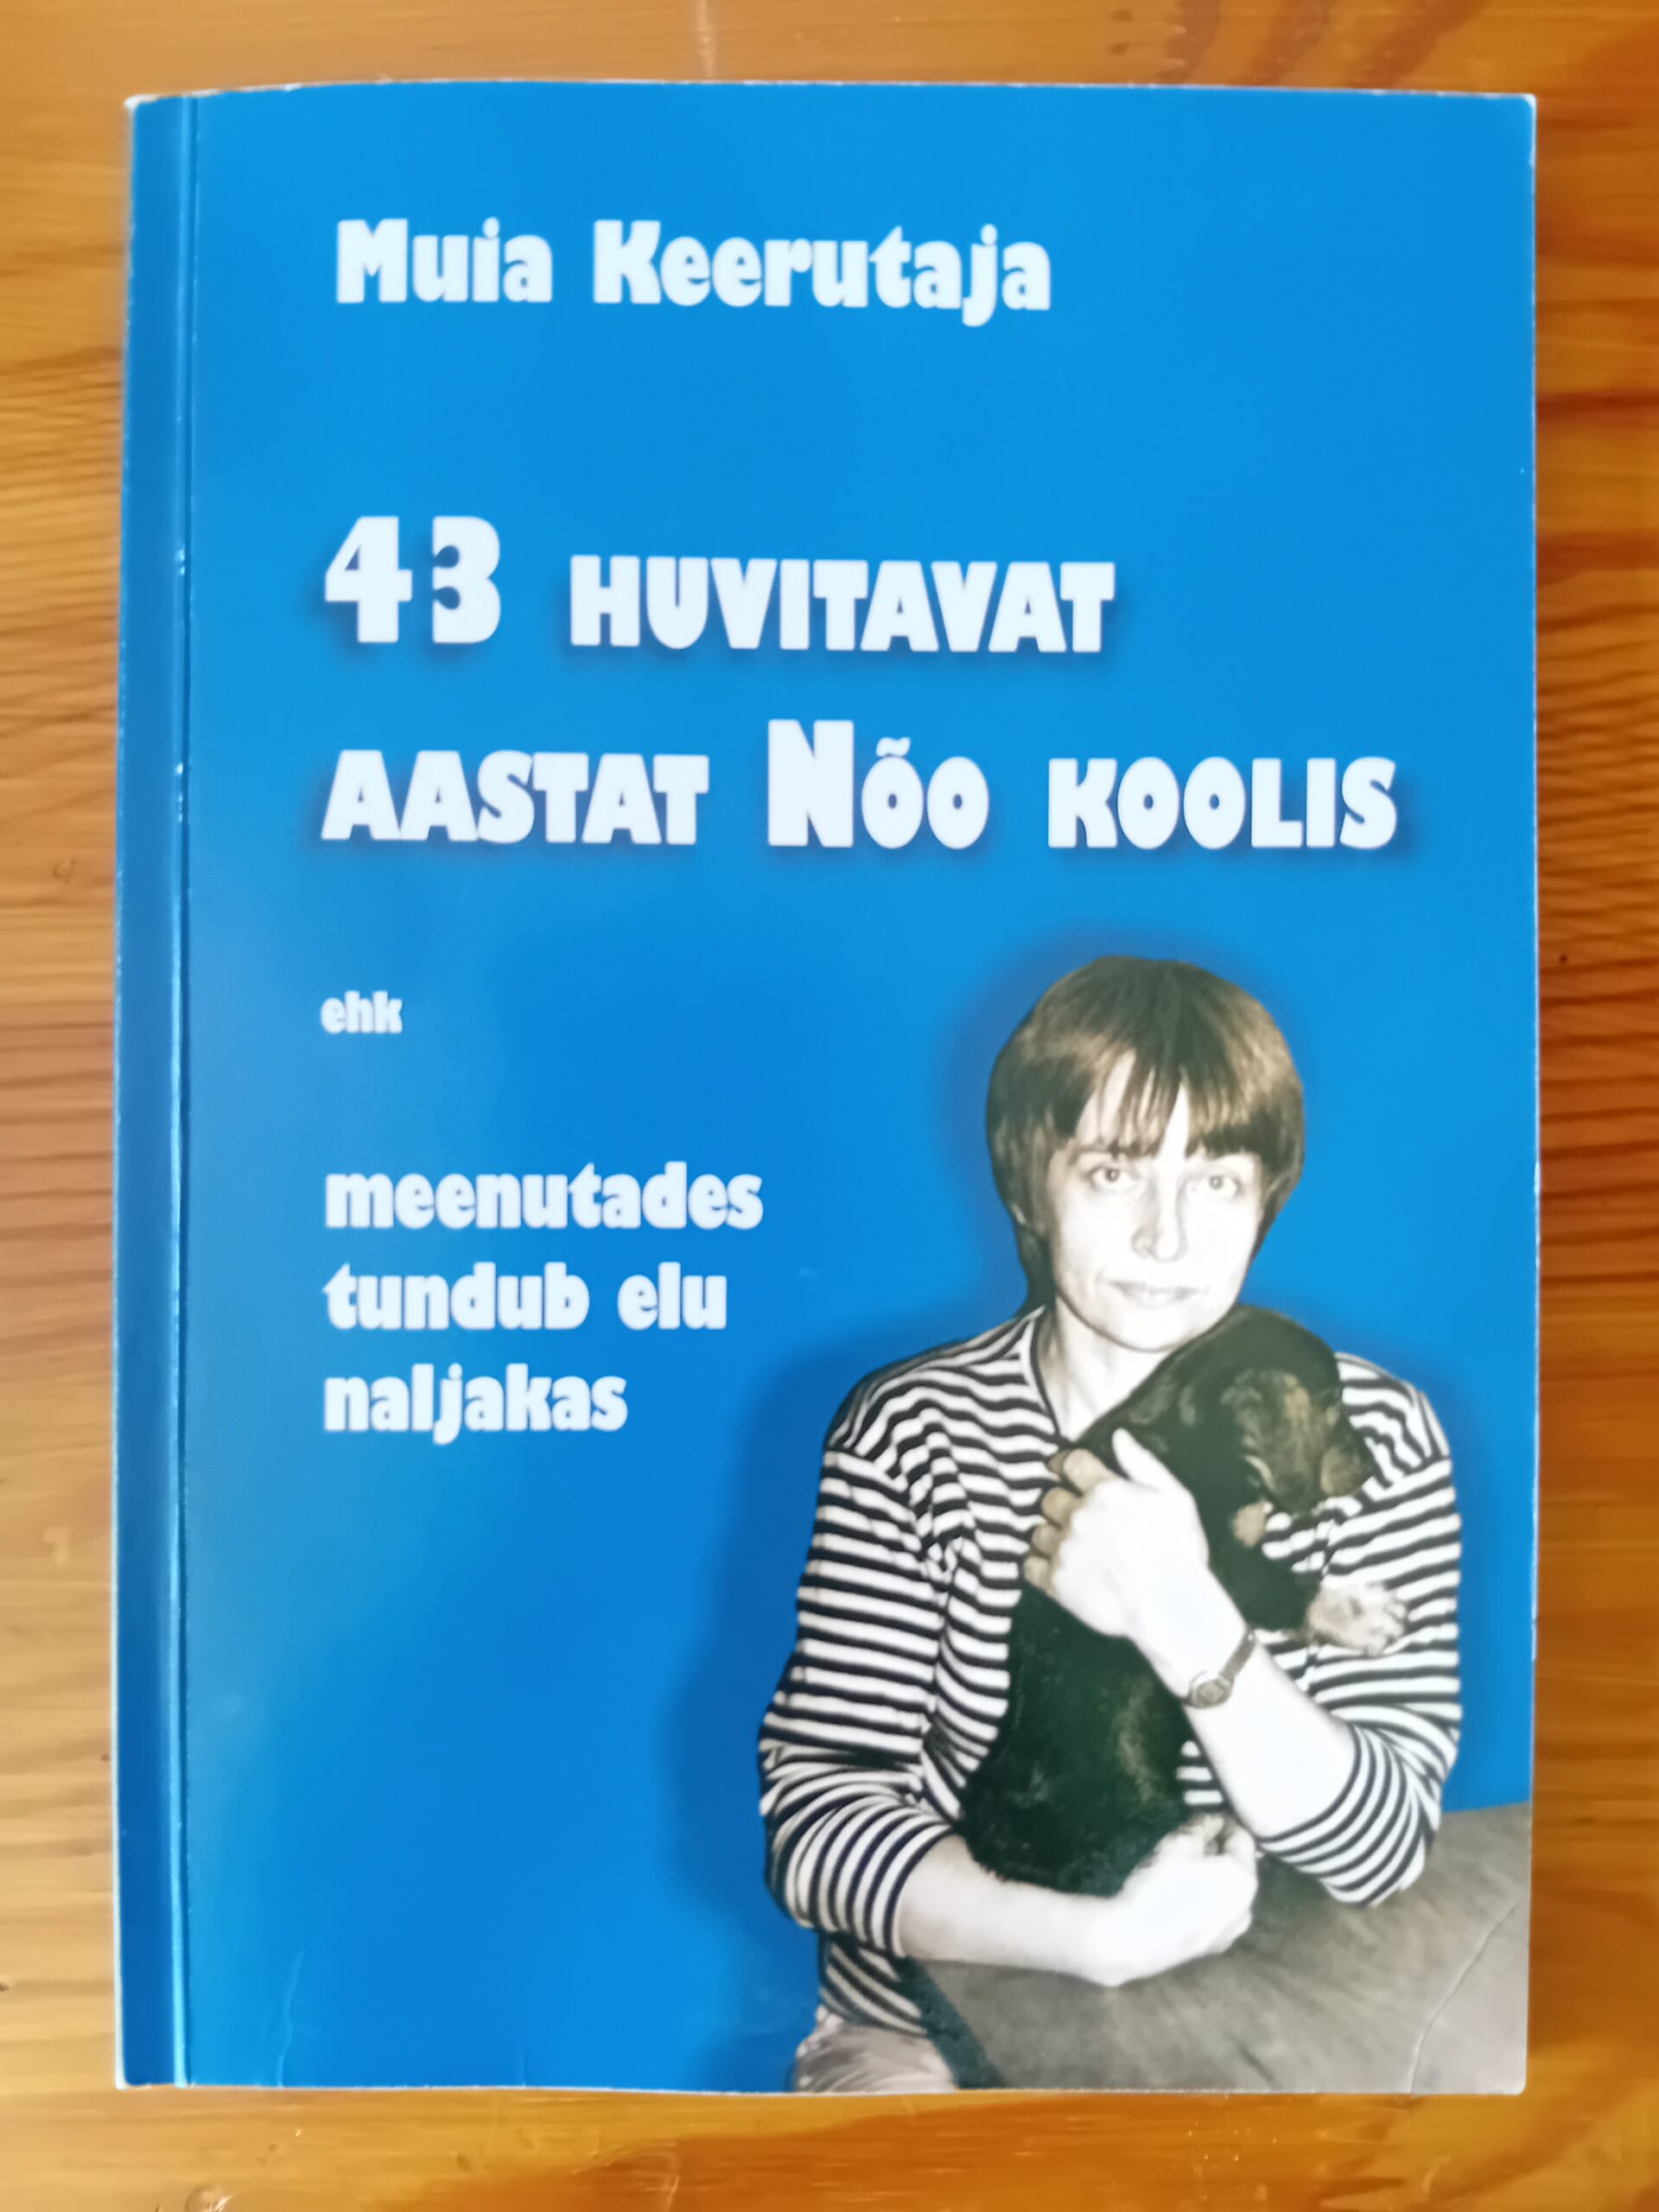 Muia Keerutaja
43 HUVITAVAT
AASTAT NÕO KOOLIS
ehk
meenutades
tundub elu
naljakas